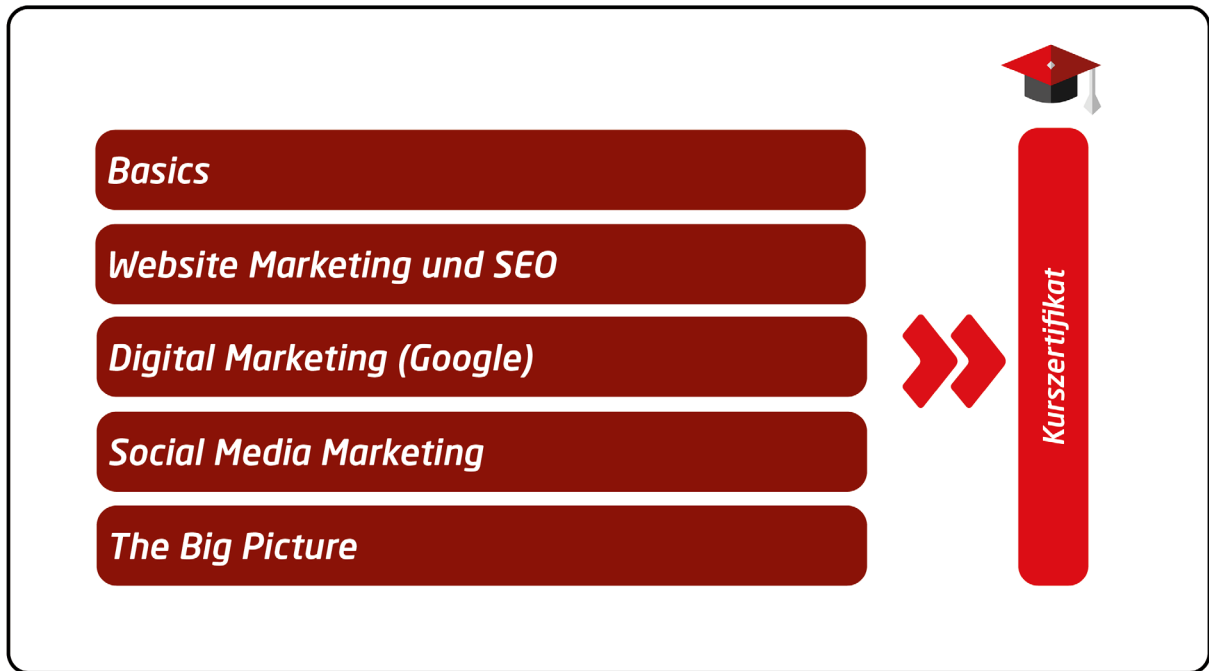 Basics
Website Marketing und SEO
Digital Marketing (Google)
Social Media Marketing
The Big Picture
Kurszertifikat